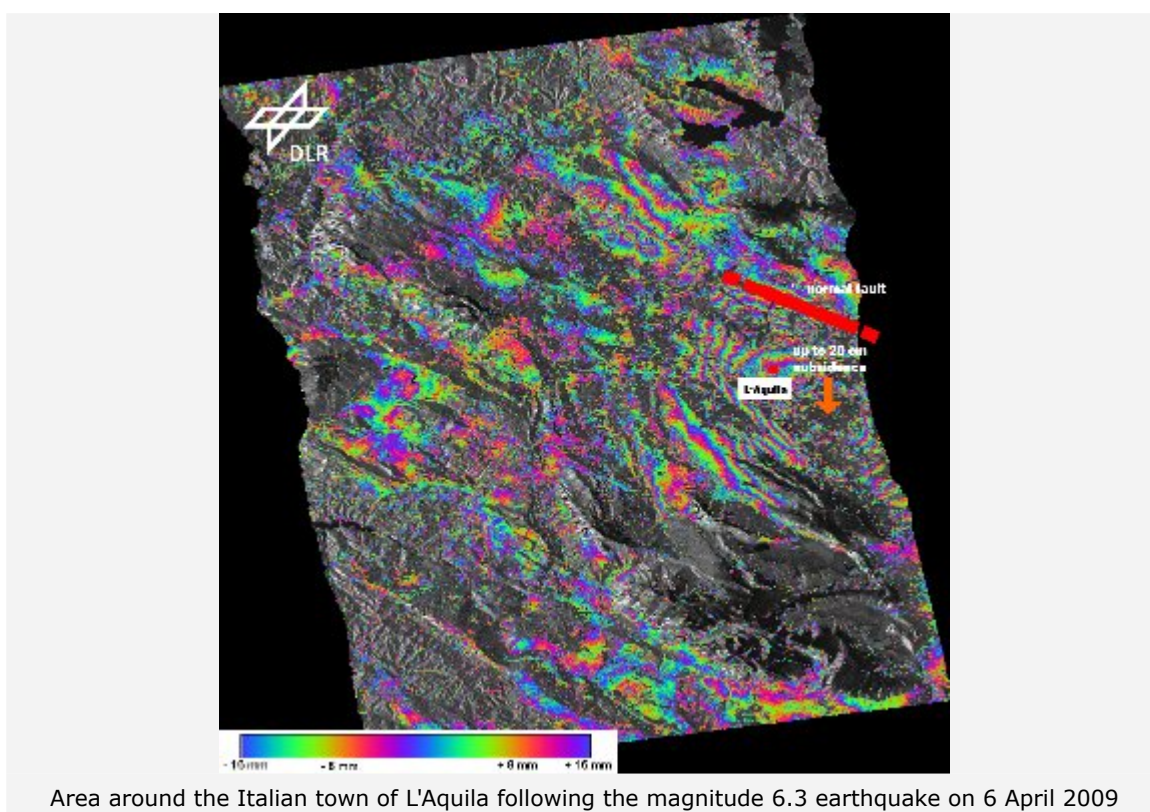 DLR
normal fault
up to 20 cm
subsidence
L'Aquila
- 16 mm - 8 mm + 8 mm + 16 mm
Area around the Italian town of L'Aquila following the magnitude 6.3 earthquake on 6 April 2009